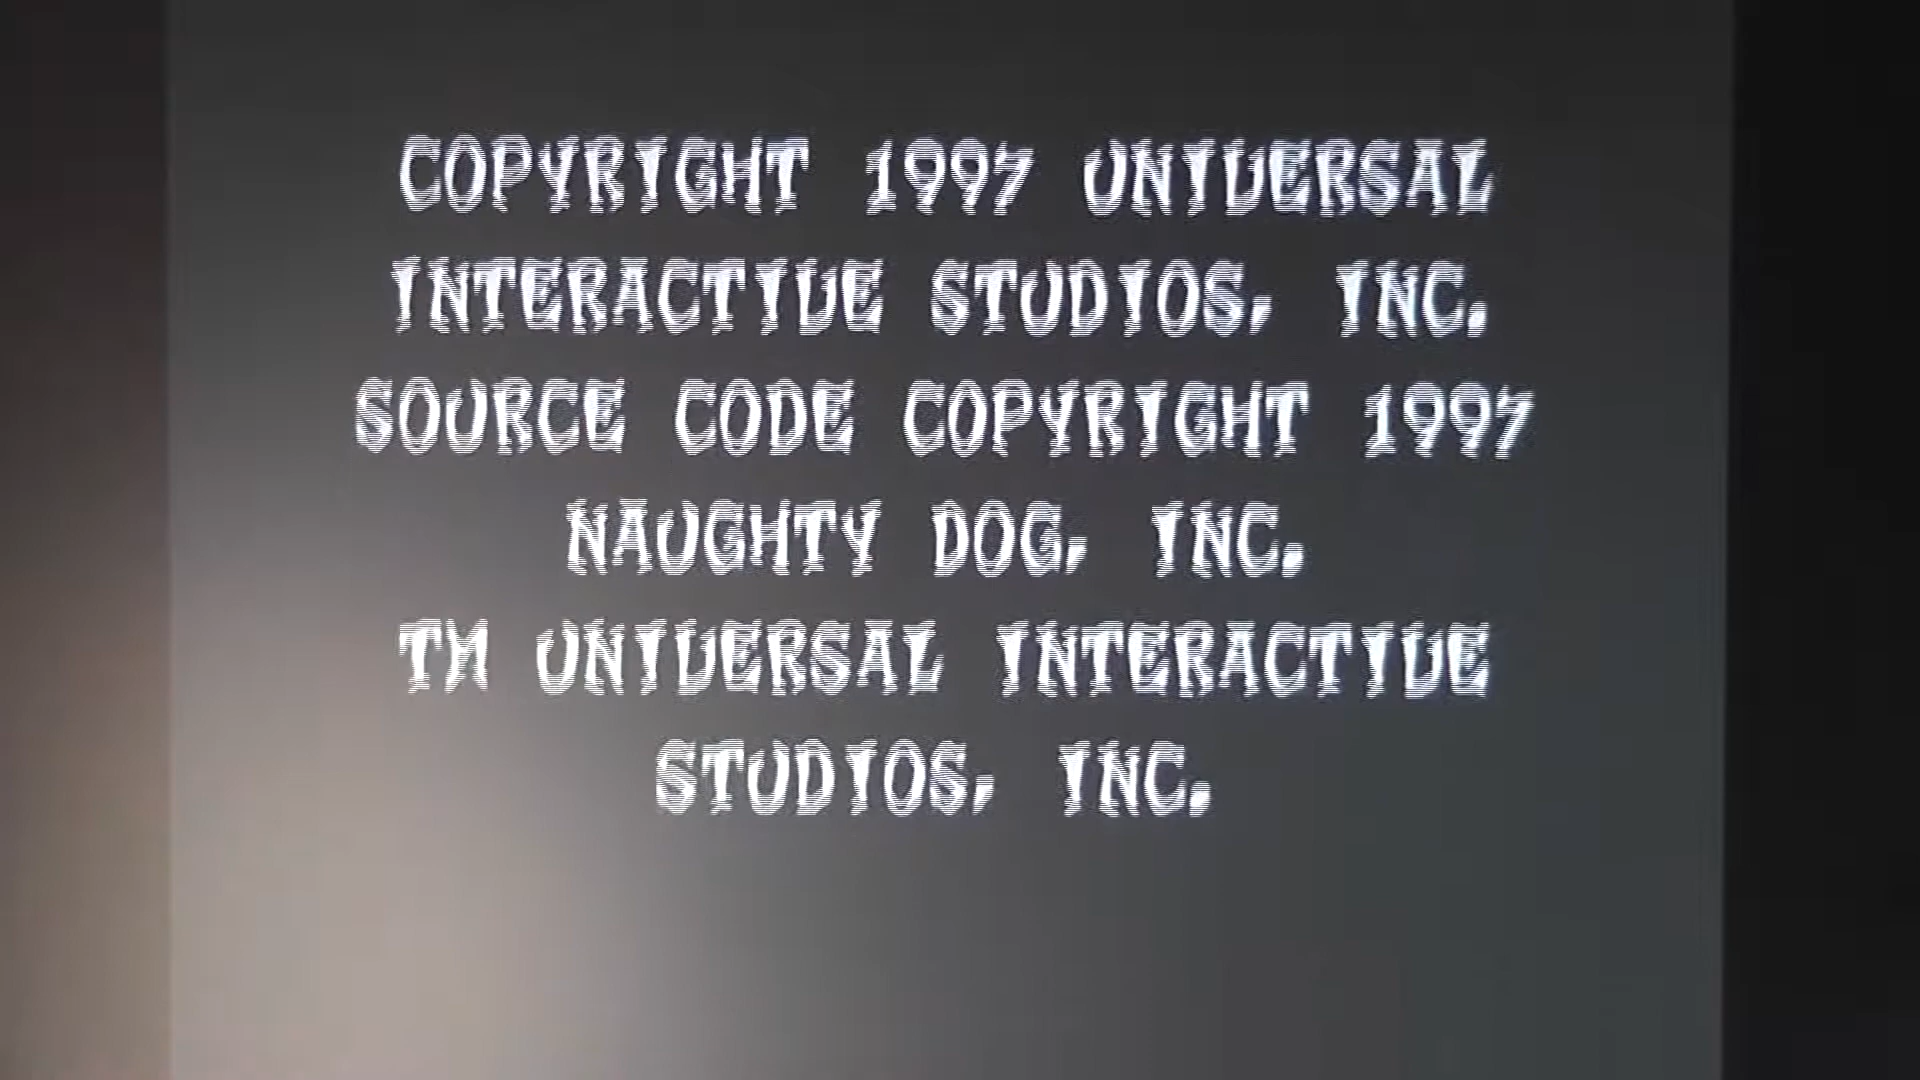 COPYRIGHT 1997 UNIVERSAL
INTERACTIVE STUDIOS, INC.
SOURCE CODE COPYRIGHT 1997
NAUGHTY DOG, INC.
TM UNIVERSAL INTERACTIVE
STUDIOS, INC.